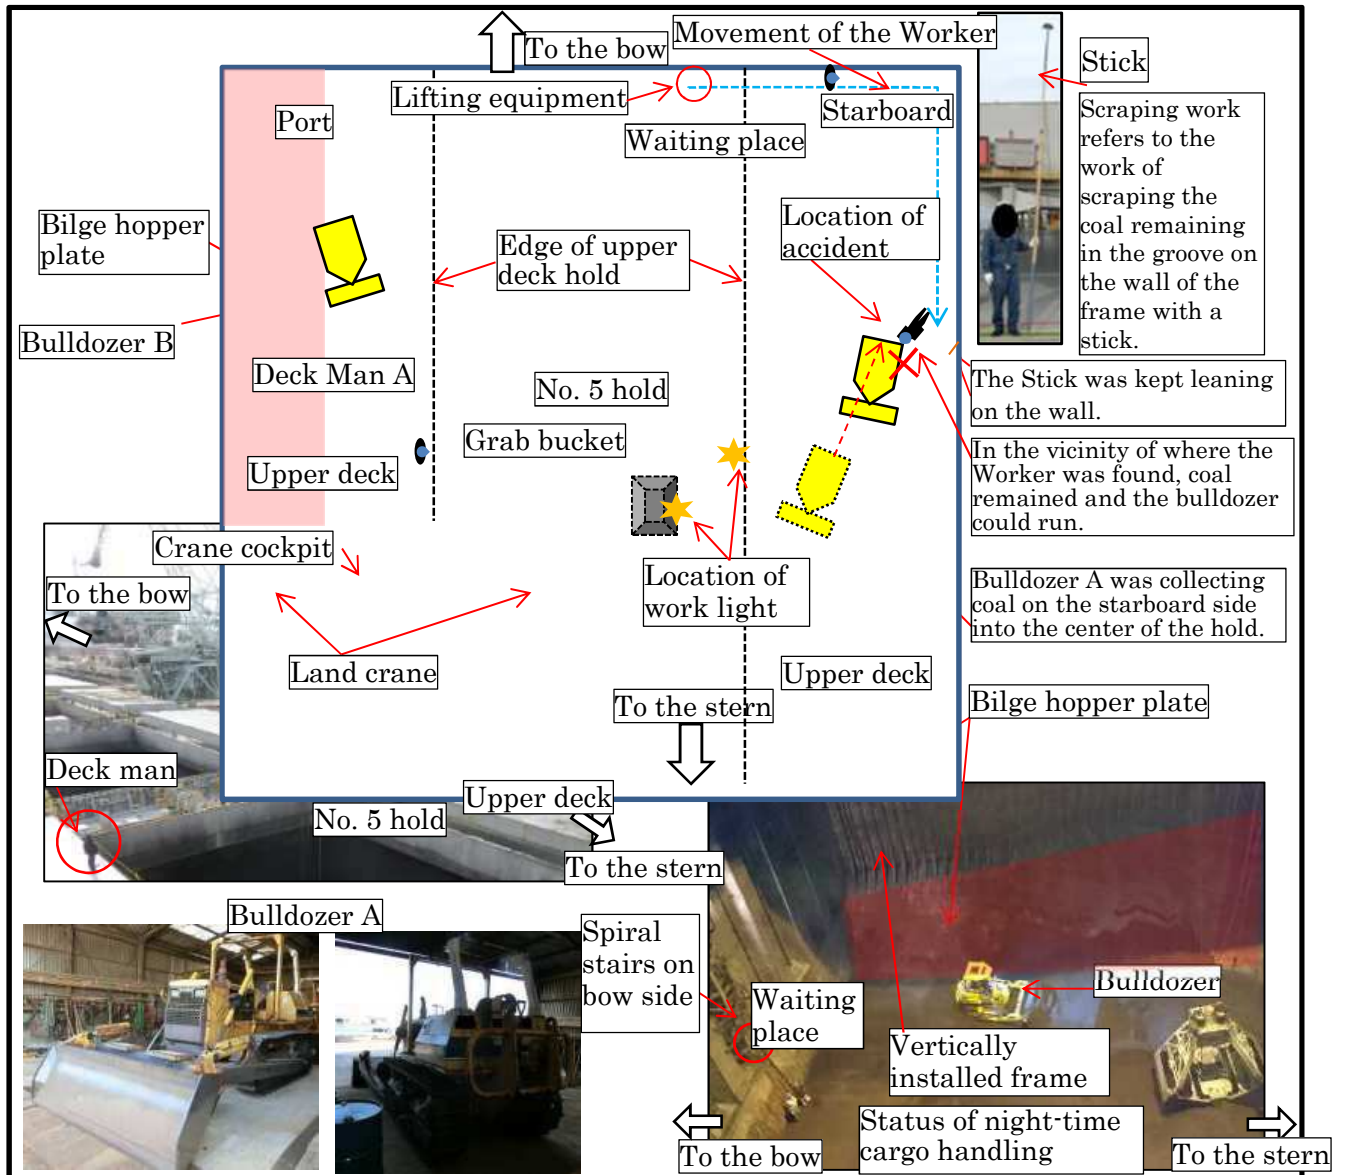 To the bow
Movement of the Worker
Lifting equipment
Port
Starboard
Waiting place
Stick
Scraping work
refers to the
work of
scraping the
coal remaining
in the groove on
the wall of the
frame with a
stick.
Bilge hopper
plate
Location of
accident
Edge of upper
deck hold
Bulldozer B
Deck Man A
No. 5 hold
The Stick was kept leaning
on the wall.
Grab bucket
Upper deck
In the vicinity of where the
Worker was found, coal
remained and the bulldozer
could run.
Crane cockpit
To the bow
Location of
work light
Bulldozer A was collecting
coal on the starboard side
into the center of the hold.
Land crane
Upper deck
To the stern
Bilge hopper plate
Deck man
Upper deck
No. 5 hold
To the stern
Bulldozer A
Spiral
stairs on
bow side
Waiting
place
Bulldozer
Vertically
installed frame
Status of night-time
cargo handling
To the bow
To the stern